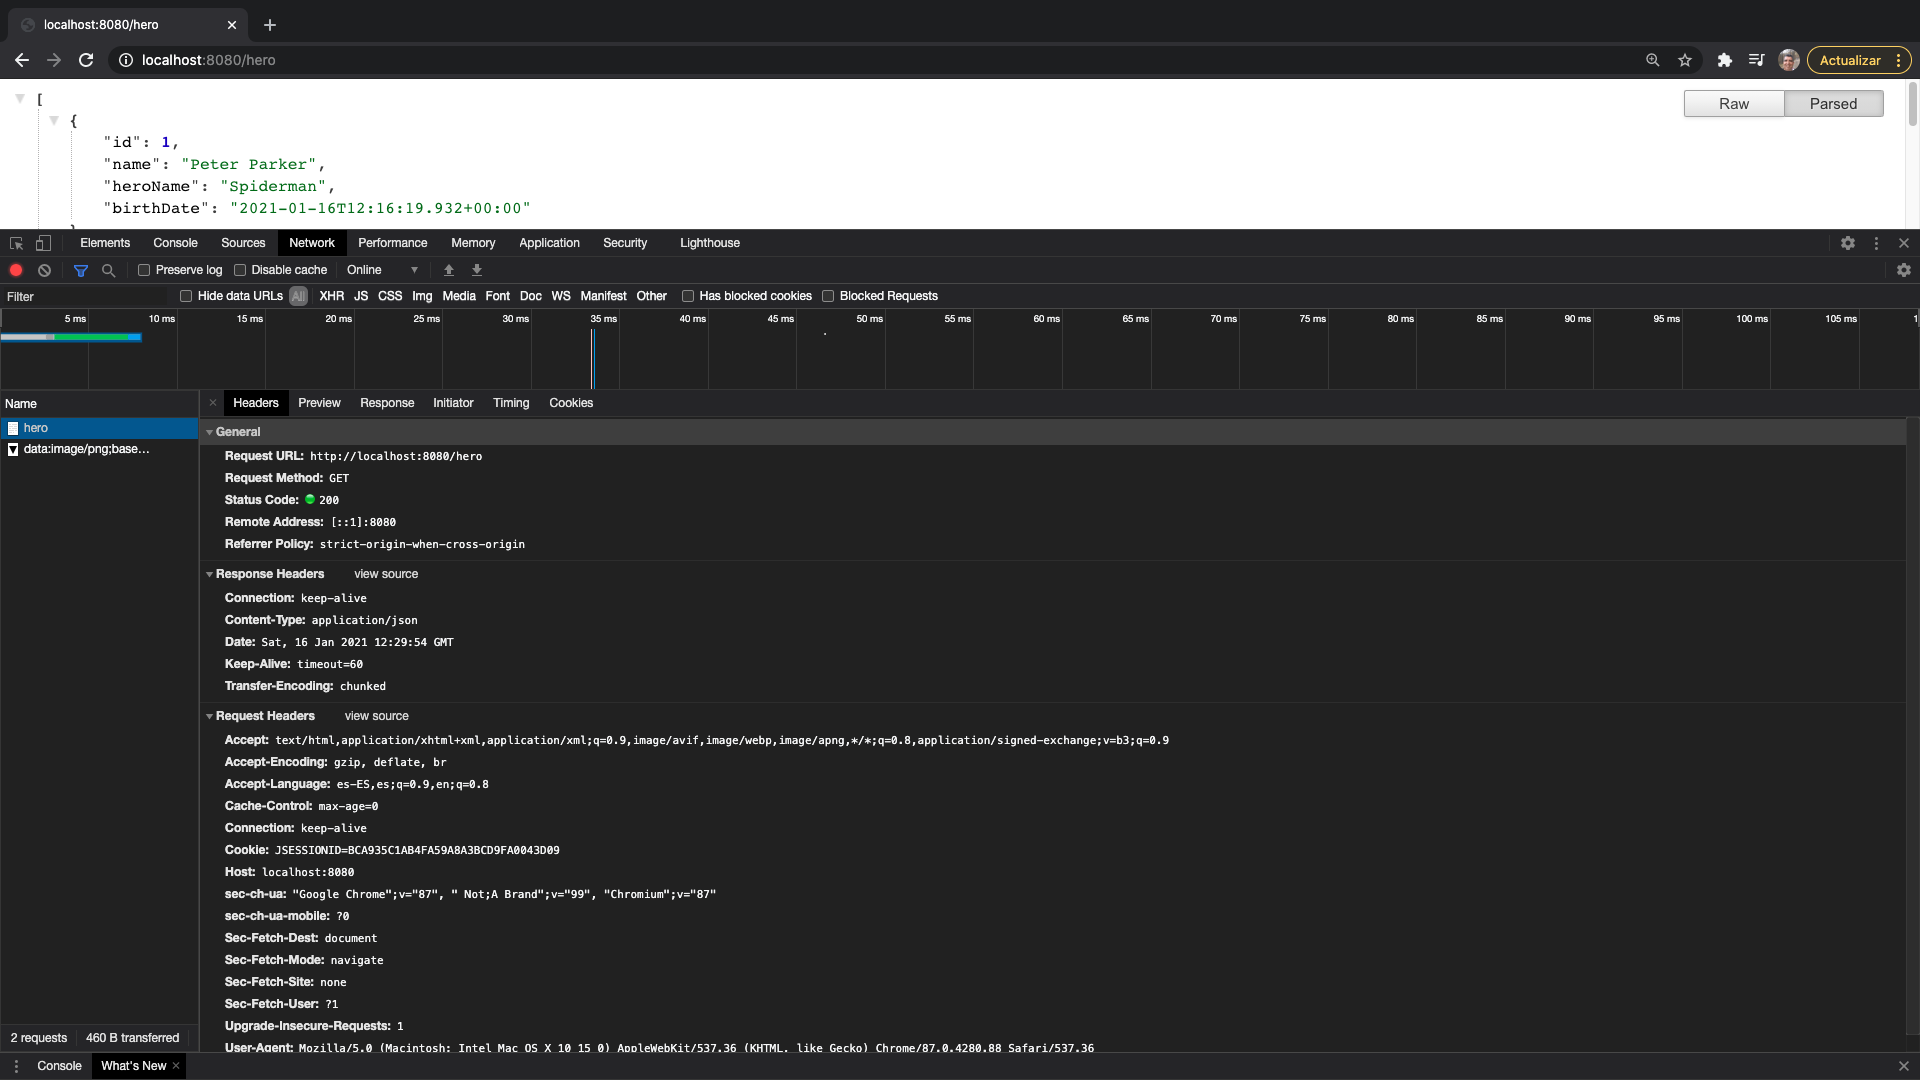 localhost:8080/hero
localhost:8080/hero
Actualizar
Raw Parsed
[
{
"id": 1,
"name": "Peter Parker",
"heroName": "Spiderman",
"birthDate": "2021-01-16T12:16:19.932+00:00"
Elements Console Sources Network Performance Memory Application Security Lighthouse
Preserve log Disable cache Online
Filter Hide data URLs All XHR JS CSS Img Media Font Doc WS Manifest Other Has blocked cookies Blocked Requests
5 ms 10 ms 15 ms 20 ms 25 ms 30 ms 35 ms 40 ms 45 ms 50 ms 55 ms 60 ms 65 ms 70 ms 75 ms 80 ms 85 ms 90 ms 95 ms 100 ms 105 ms
Name
hero
data:image/png;base…
Headers Preview Response Initiator Timing Cookies
General
Request URL: http://localhost:8080/hero
Request Method: GET
Status Code: 200
Remote Address: [::1]:8080
Referrer Policy: strict-origin-when-cross-origin
Response Headers view source
Connection: keep-alive
Content-Type: application/json
Date: Sat, 16 Jan 2021 12:29:54 GMT
Keep-Alive: timeout=60
Transfer-Encoding: chunked
Request Headers view source
Accept: text/html,application/xhtml+xml,application/xml;q=0.9,image/avif,image/webp,image/apng,*/*;q=0.8,application/signed-exchange;v=b3;q=0.9
Accept-Encoding: gzip, deflate, br
Accept-Language: es-ES,es;q=0.9,en;q=0.8
Cache-Control: max-age=0
Connection: keep-alive
Cookie: JSESSIONID=BCA935C1AB4FA59A8A3BCD9FA0043D09
Host: localhost:8080
sec-ch-ua: "Google Chrome";v="87", " Not;A Brand";v="99", "Chromium";v="87"
sec-ch-ua-mobile: ?0
Sec-Fetch-Dest: document
Sec-Fetch-Mode: navigate
Sec-Fetch-Site: none
Sec-Fetch-User: ?1
Upgrade-Insecure-Requests: 1
User-Agent: Mozilla/5.0 (Macintosh; Intel Mac OS X 10_15_0) AppleWebKit/537.36 (KHTML, like Gecko) Chrome/87.0.4280.88 Safari/537.36
2 requests 460 B transferred
Console What's New